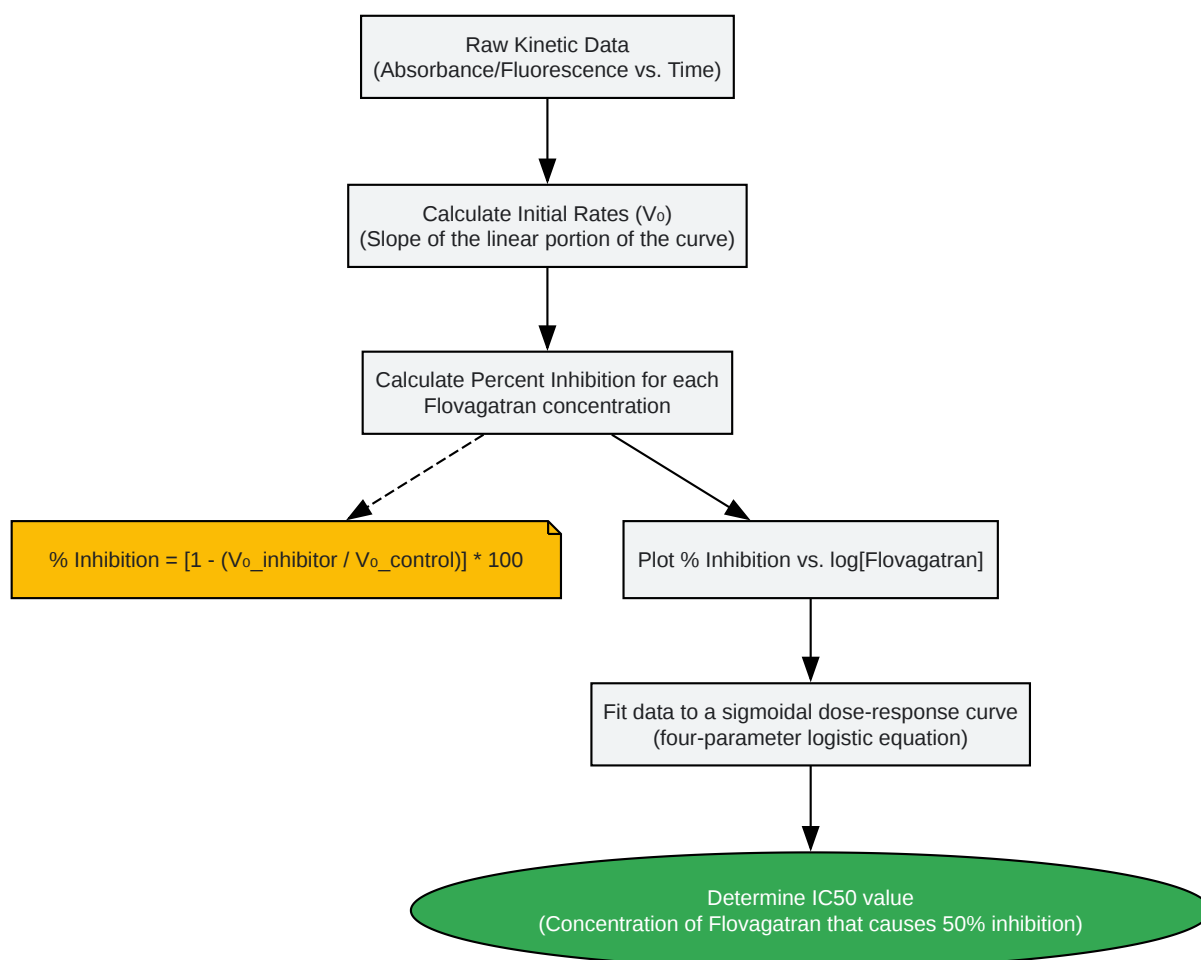 Raw Kinetic Data
(Absorbance/Fluorescence vs. Time)
Calculate Initial Rates (V₀)
(Slope of the linear portion of the curve)
Calculate Percent Inhibition for each
Flovagatran concentration
% Inhibition = [1 - (V₀_inhibitor / V₀_control)] * 100
Plot % Inhibition vs. log[Flovagatran]
Fit data to a sigmoidal dose-response curve
(four-parameter logistic equation)
Determine IC50 value
(Concentration of Flovagatran that causes 50% inhibition)